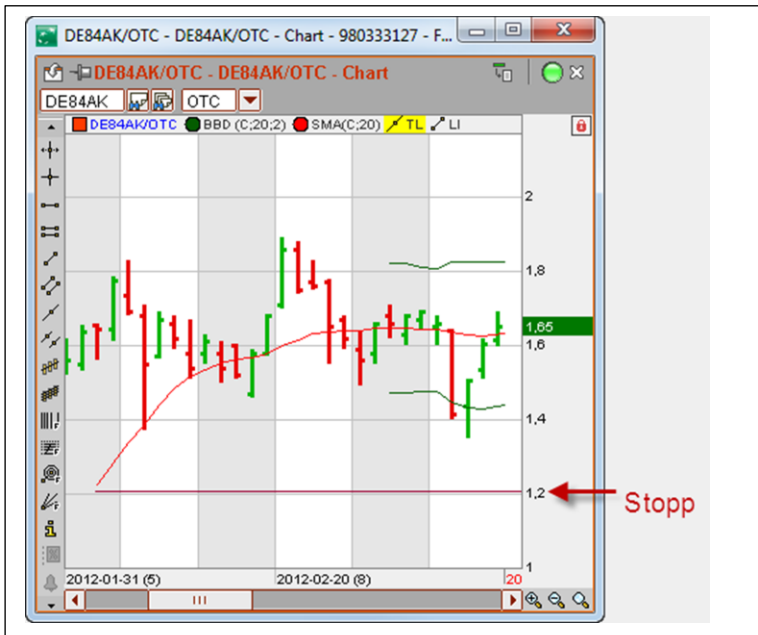 DE84AK/OTC - DE84AK/OTC - Chart - 980333127 - F...
DE84AK/OTC - DE84AK/OTC - Chart
DE84AK OTC
DE84AK/OTC BBD (C;20;2) SMA(C;20) TL LI
2
1,8
1,65
1,6
1,4
1,2
Stopp
1
2012-01-31 (5) 2012-02-20 (8) 20